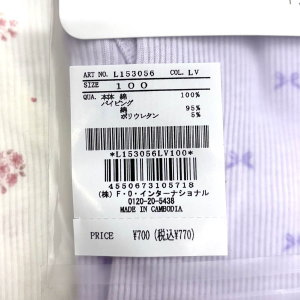 ART NO. L153056 COL. LV
SIZE 100
QUA. 本体 綿 100%
パイピング
綿 95%
ポリウレタン 5%
*L153056LV100*
4550673105718
(株)F・O・インターナショナル
0120-20-5438
MADE IN CAMBODIA
PRICE ¥700 (税込¥770)